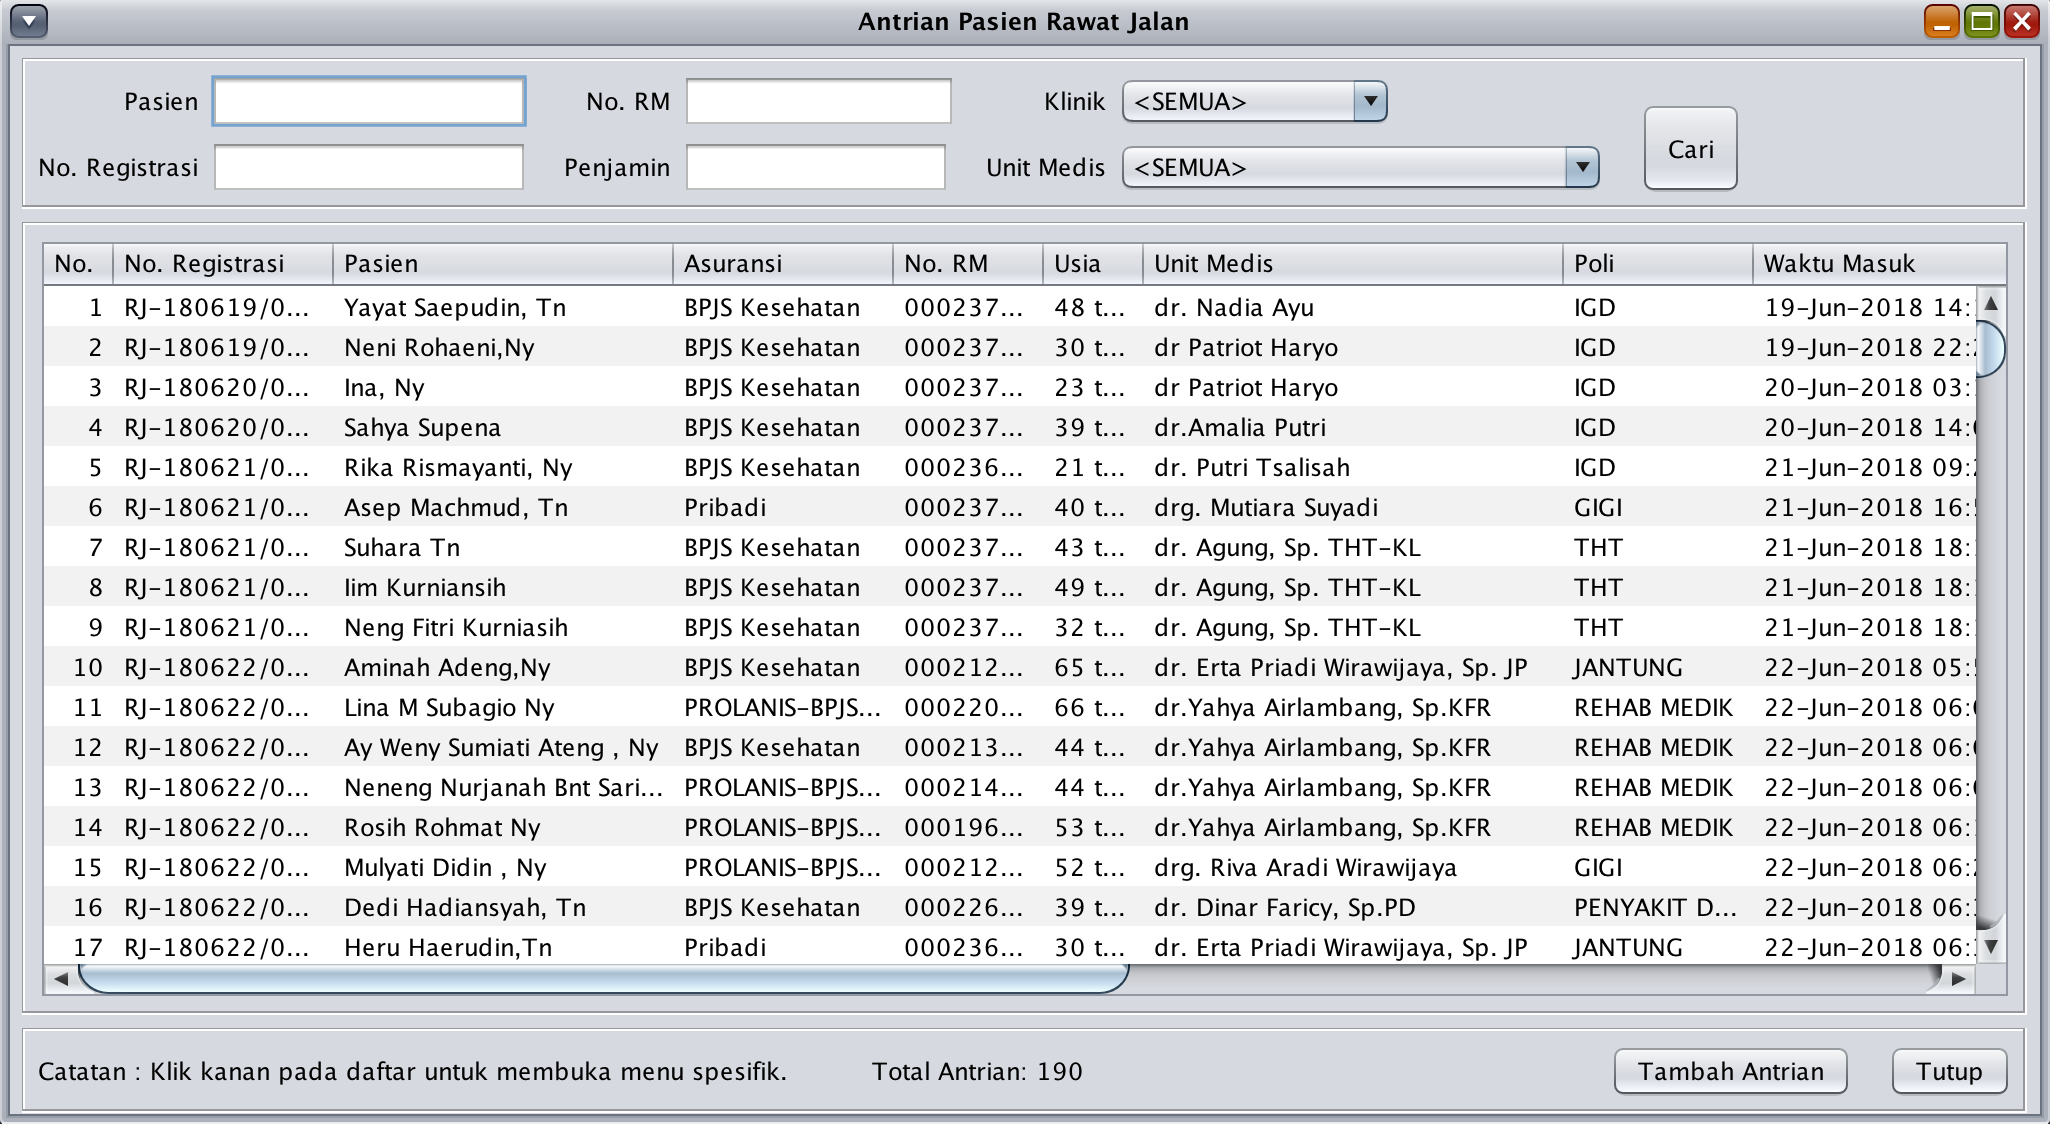 Antrian Pasien Rawat Jalan
Pasien No. RM Klinik <SEMUA>
Cari
No. Registrasi Penjamin Unit Medis <SEMUA>
No. No. Registrasi Pasien Asuransi No. RM Usia Unit Medis Poli Waktu Masuk
1 RJ-180619/0... Yayat Saepudin, Tn BPJS Kesehatan 000237... 48 t... dr. Nadia Ayu IGD 19-Jun-2018 14:
2 RJ-180619/0... Neni Rohaeni,Ny BPJS Kesehatan 000237... 30 t... dr Patriot Haryo IGD 19-Jun-2018 22:
3 RJ-180620/0... Ina, Ny BPJS Kesehatan 000237... 23 t... dr Patriot Haryo IGD 20-Jun-2018 03:
4 RJ-180620/0... Sahya Supena BPJS Kesehatan 000237... 39 t... dr.Amalia Putri IGD 20-Jun-2018 14:
5 RJ-180621/0... Rika Rismayanti, Ny BPJS Kesehatan 000236... 21 t... dr. Putri Tsalisah IGD 21-Jun-2018 09:
6 RJ-180621/0... Asep Machmud, Tn Pribadi 000237... 40 t... drg. Mutiara Suyadi GIGI 21-Jun-2018 16:
7 RJ-180621/0... Suhara Tn BPJS Kesehatan 000237... 43 t... dr. Agung, Sp. THT-KL THT 21-Jun-2018 18:
8 RJ-180621/0... Iim Kurniansih BPJS Kesehatan 000237... 49 t... dr. Agung, Sp. THT-KL THT 21-Jun-2018 18:
9 RJ-180621/0... Neng Fitri Kurniasih BPJS Kesehatan 000237... 32 t... dr. Agung, Sp. THT-KL THT 21-Jun-2018 18:
10 RJ-180622/0... Aminah Adeng,Ny BPJS Kesehatan 000212... 65 t... dr. Erta Priadi Wirawijaya, Sp. JP JANTUNG 22-Jun-2018 05:
11 RJ-180622/0... Lina M Subagio Ny PROLANIS-BPJS... 000220... 66 t... dr.Yahya Airlambang, Sp.KFR REHAB MEDIK 22-Jun-2018 06:
12 RJ-180622/0... Ay Weny Sumiati Ateng , Ny BPJS Kesehatan 000213... 44 t... dr.Yahya Airlambang, Sp.KFR REHAB MEDIK 22-Jun-2018 06:
13 RJ-180622/0... Neneng Nurjanah Bnt Sari... PROLANIS-BPJS... 000214... 44 t... dr.Yahya Airlambang, Sp.KFR REHAB MEDIK 22-Jun-2018 06:
14 RJ-180622/0... Rosih Rohmat Ny PROLANIS-BPJS... 000196... 53 t... dr.Yahya Airlambang, Sp.KFR REHAB MEDIK 22-Jun-2018 06:
15 RJ-180622/0... Mulyati Didin , Ny PROLANIS-BPJS... 000212... 52 t... drg. Riva Aradi Wirawijaya GIGI 22-Jun-2018 06:
16 RJ-180622/0... Dedi Hadiansyah, Tn BPJS Kesehatan 000226... 39 t... dr. Dinar Faricy, Sp.PD PENYAKIT D... 22-Jun-2018 06:
17 RJ-180622/0... Heru Haerudin,Tn Pribadi 000236... 30 t... dr. Erta Priadi Wirawijaya, Sp. JP JANTUNG 22-Jun-2018 06:
Catatan : Klik kanan pada daftar untuk membuka menu spesifik. Total Antrian: 190 Tambah Antrian Tutup